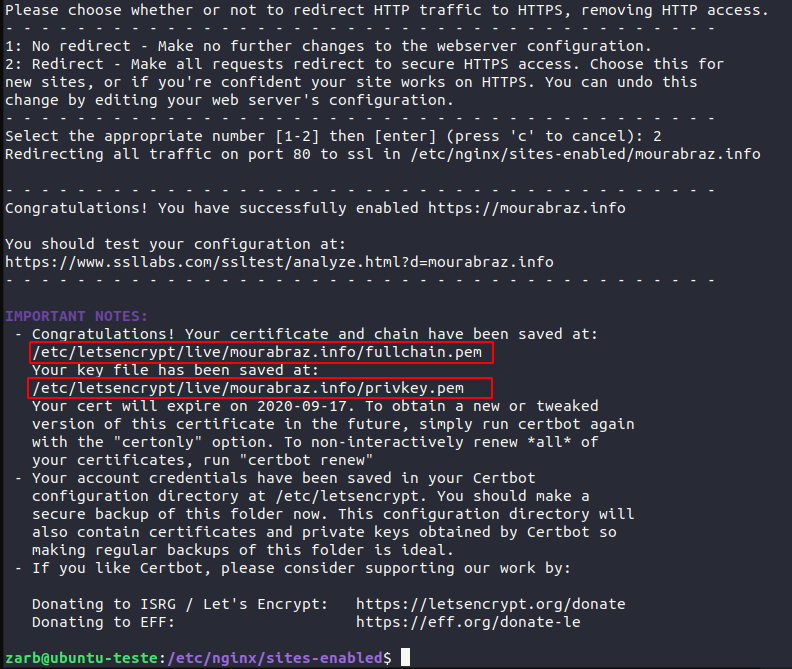 Please choose whether or not to redirect HTTP traffic to HTTPS, removing HTTP access.
- - - - - - - - - - - - - - - - - - - - - - - - - - - - - - - - - - - - - - - -
1: No redirect - Make no further changes to the webserver configuration.
2: Redirect - Make all requests redirect to secure HTTPS access. Choose this for
new sites, or if you're confident your site works on HTTPS. You can undo this
change by editing your web server's configuration.
- - - - - - - - - - - - - - - - - - - - - - - - - - - - - - - - - - - - - - - -
Select the appropriate number [1-2] then [enter] (press 'c' to cancel): 2
Redirecting all traffic on port 80 to ssl in /etc/nginx/sites-enabled/mourabraz.info
- - - - - - - - - - - - - - - - - - - - - - - - - - - - - - - - - - - - - - - -
Congratulations! You have successfully enabled https://mourabraz.info
You should test your configuration at:
https://www.ssllabs.com/ssltest/analyze.html?d=mourabraz.info
- - - - - - - - - - - - - - - - - - - - - - - - - - - - - - - - - - - - - - - -
IMPORTANT NOTES:
- Congratulations! Your certificate and chain have been saved at:
/etc/letsencrypt/live/mourabraz.info/fullchain.pem
Your key file has been saved at:
/etc/letsencrypt/live/mourabraz.info/privkey.pem
Your cert will expire on 2020-09-17. To obtain a new or tweaked
version of this certificate in the future, simply run certbot again
with the "certonly" option. To non-interactively renew *all* of
your certificates, run "certbot renew"
- Your account credentials have been saved in your Certbot
configuration directory at /etc/letsencrypt. You should make a
secure backup of this folder now. This configuration directory will
also contain certificates and private keys obtained by Certbot so
making regular backups of this folder is ideal.
- If you like Certbot, please consider supporting our work by:
Donating to ISRG / Let's Encrypt:   https://letsencrypt.org/donate
Donating to EFF:                    https://eff.org/donate-le
zarb@ubuntu-teste:/etc/nginx/sites-enabled$